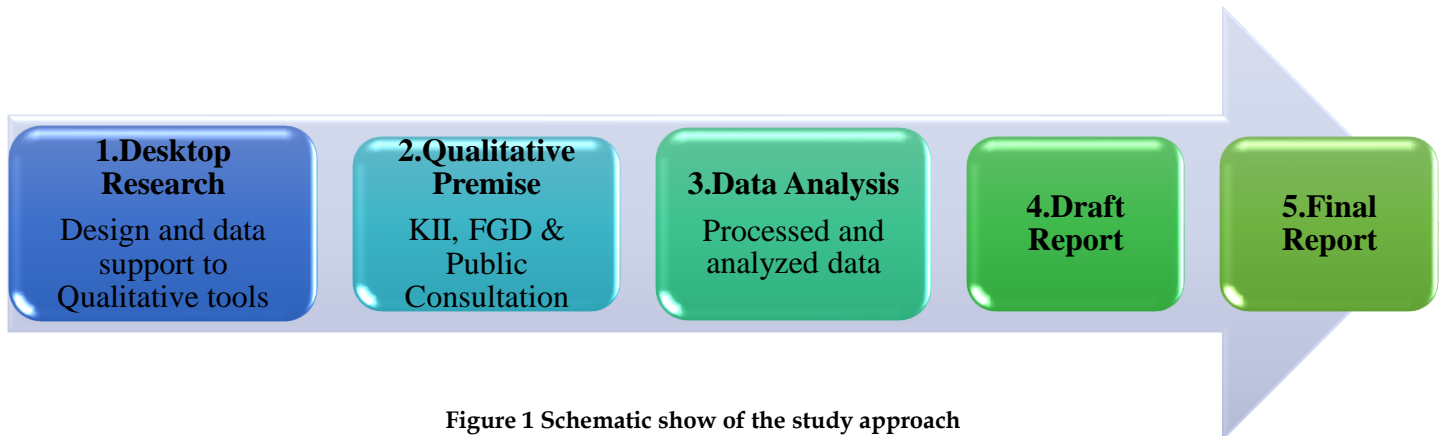 1.Desktop
Research
Design and data
support to
Qualitative tools
2.Qualitative
Premise
KII, FGD &
Public
Consultation
3.Data Analysis
Processed and
analyzed data
4.Draft
Report
5.Final
Report
Figure 1 Schematic show of the study approach